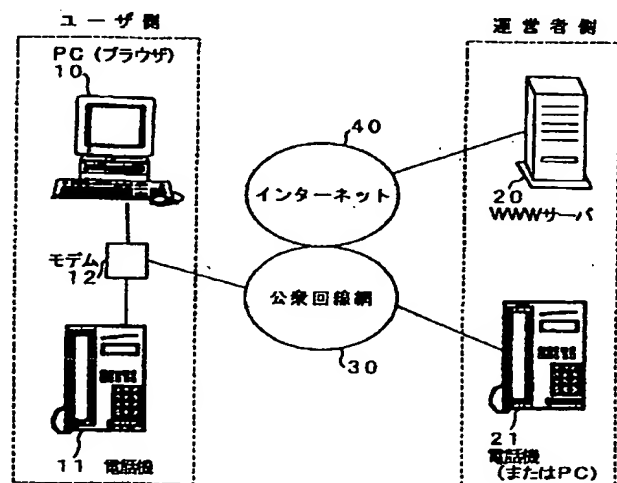 ユーザ側
運営者側
PC (ブラウザ)
10
40
インターネット
20
WWWサーバ
モデム
12
公衆回線網
30
11 電話機
21
電話機
(またはPC)